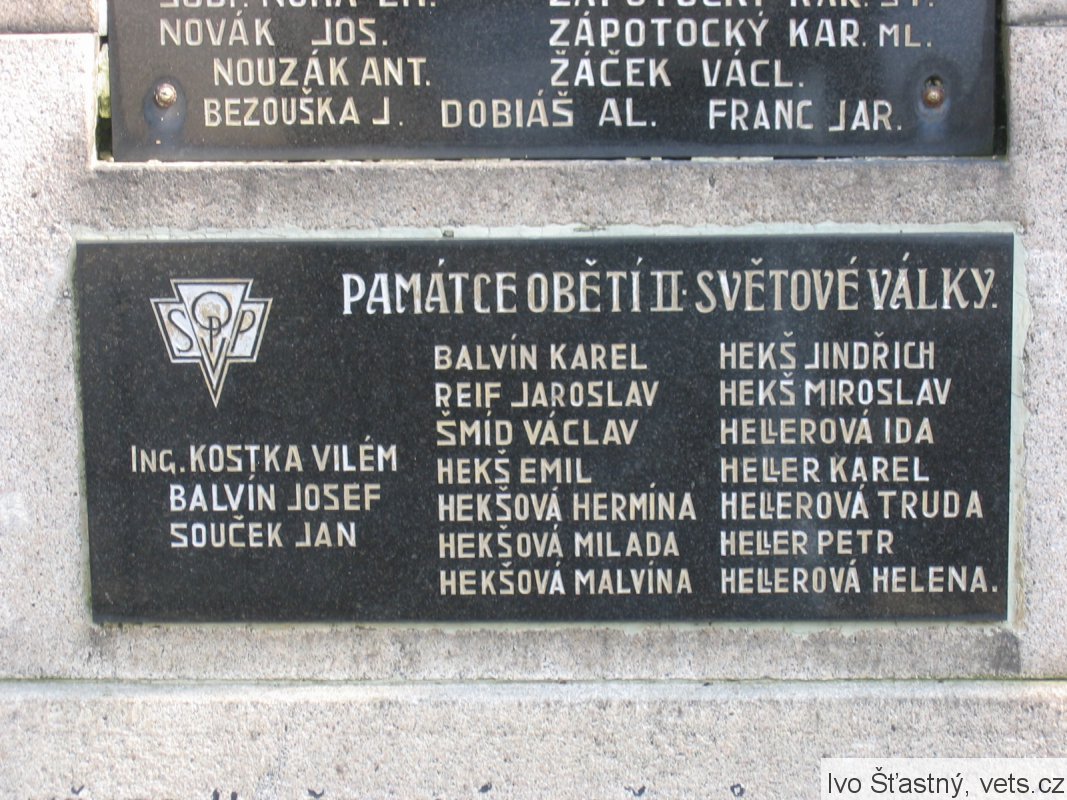 NOVÁK JOS. ZÁPOTOCKÝ KAR. ML.
NOUZÁK ANT. ŽÁČEK VÁCL.
BEZOUŠKA J. DOBIÁŠ AL. FRANC JAR.
PAMÁTCE OBĚTÍ II. SVĚTOVÉ VÁLKY.
SPOV
ING. KOSTKA VILÉM
BALVÍN JOSEF
SOUČEK JAN
BALVÍN KAREL
REIF JAROSLAV
ŠMÍD VÁCLAV
HEKŠ EMIL
HEKŠOVÁ HERMÍNA
HEKŠOVÁ MILADA
HEKŠOVÁ MALVÍNA
HEKŠ JINDŘICH
HEKŠ MIROSLAV
HELLEROVÁ IDA
HELLER KAREL
HELLEROVÁ TRUDA
HELLER PETR
HELLEROVÁ HELENA.
Ivo Šťastný, vets.cz